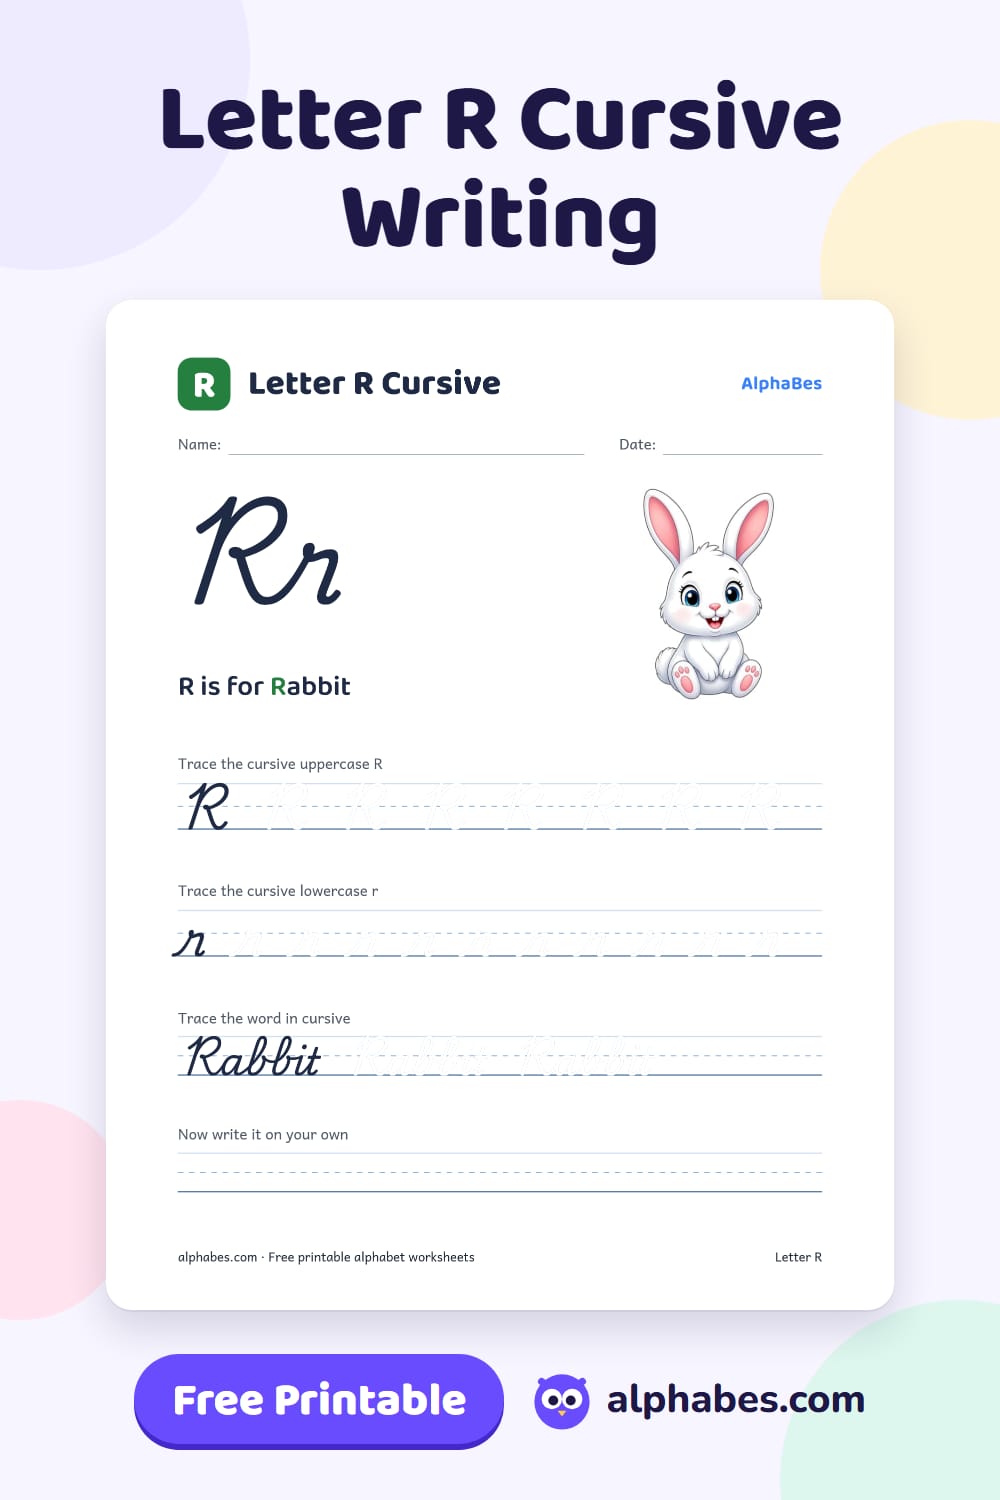 Letter R Cursive
Writing
R Letter R Cursive AlphaBes
Name: Date:
Rr
R is for Rabbit
Trace the cursive uppercase R
R R R R R R R R
Trace the cursive lowercase r
r r r r r r r r r r r
Trace the word in cursive
Rabbit Rabbit Rabbit
Now write it on your own
alphabes.com · Free printable alphabet worksheets Letter R
Free Printable alphabes.com